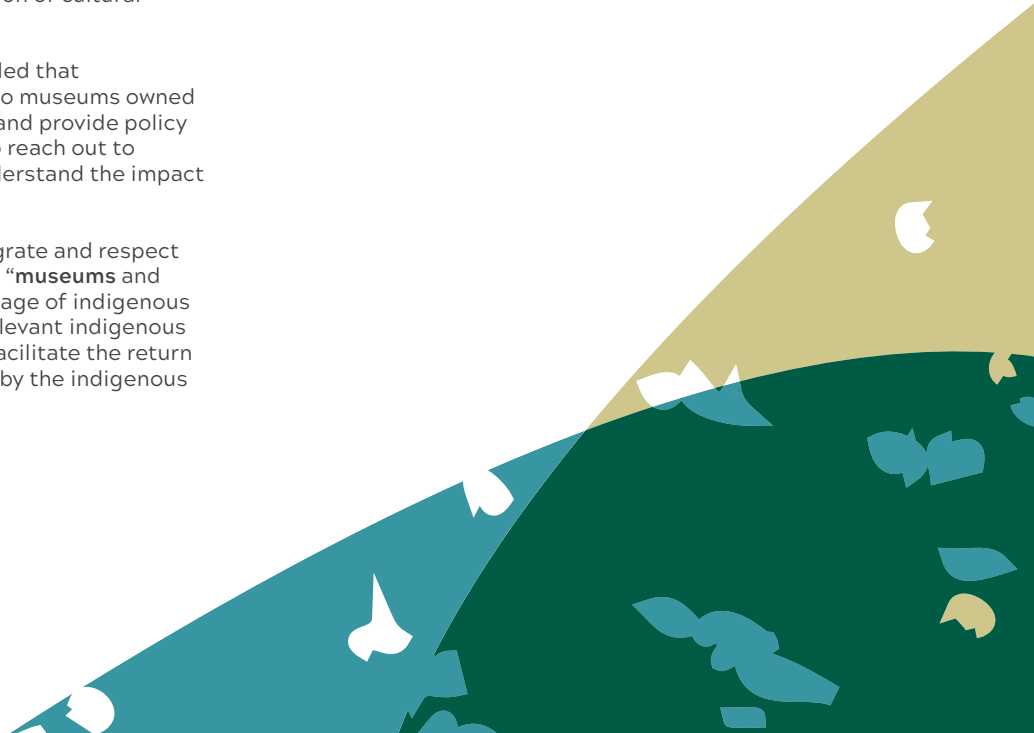 ded that
o museums owned
and provide policy
reach out to
derstand the impact
grate and respect
“museums and
age of indigenous
levant indigenous
acilitate the return
by the indigenous